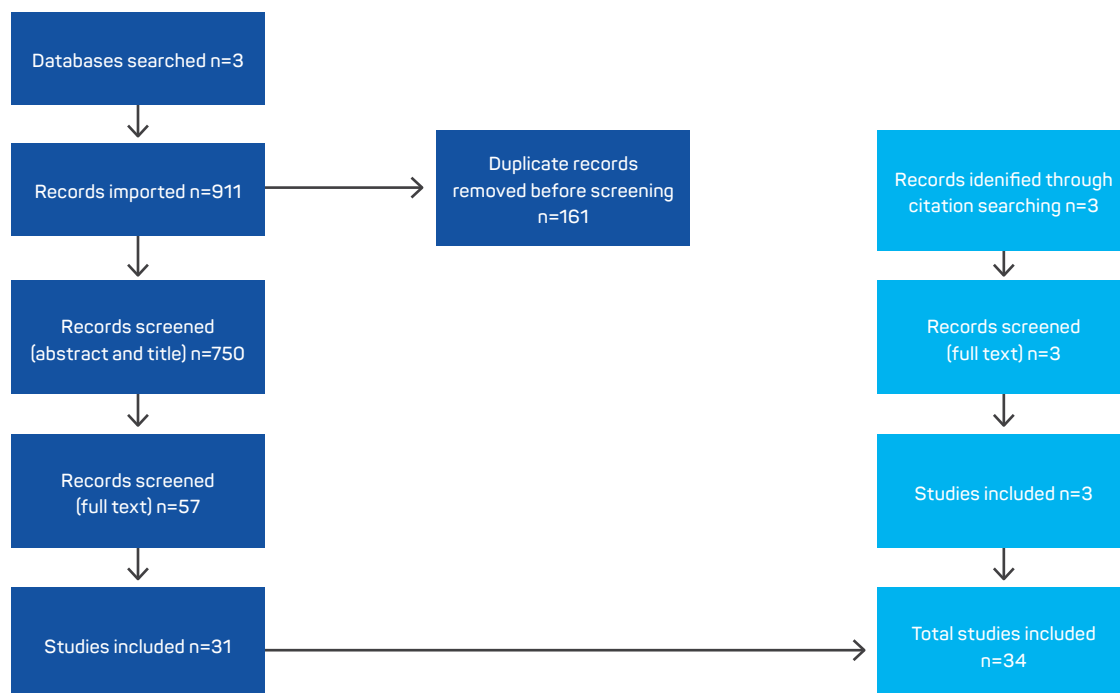 Databases searched n=3
Records imported n=911
Duplicate records
removed before screening
n=161
Records screened
(abstract and title) n=750
Records screened
(full text) n=57
Studies included n=31
Records idenified through
citation searching n=3
Records screened
(full text) n=3
Studies included n=3
Total studies included
n=34